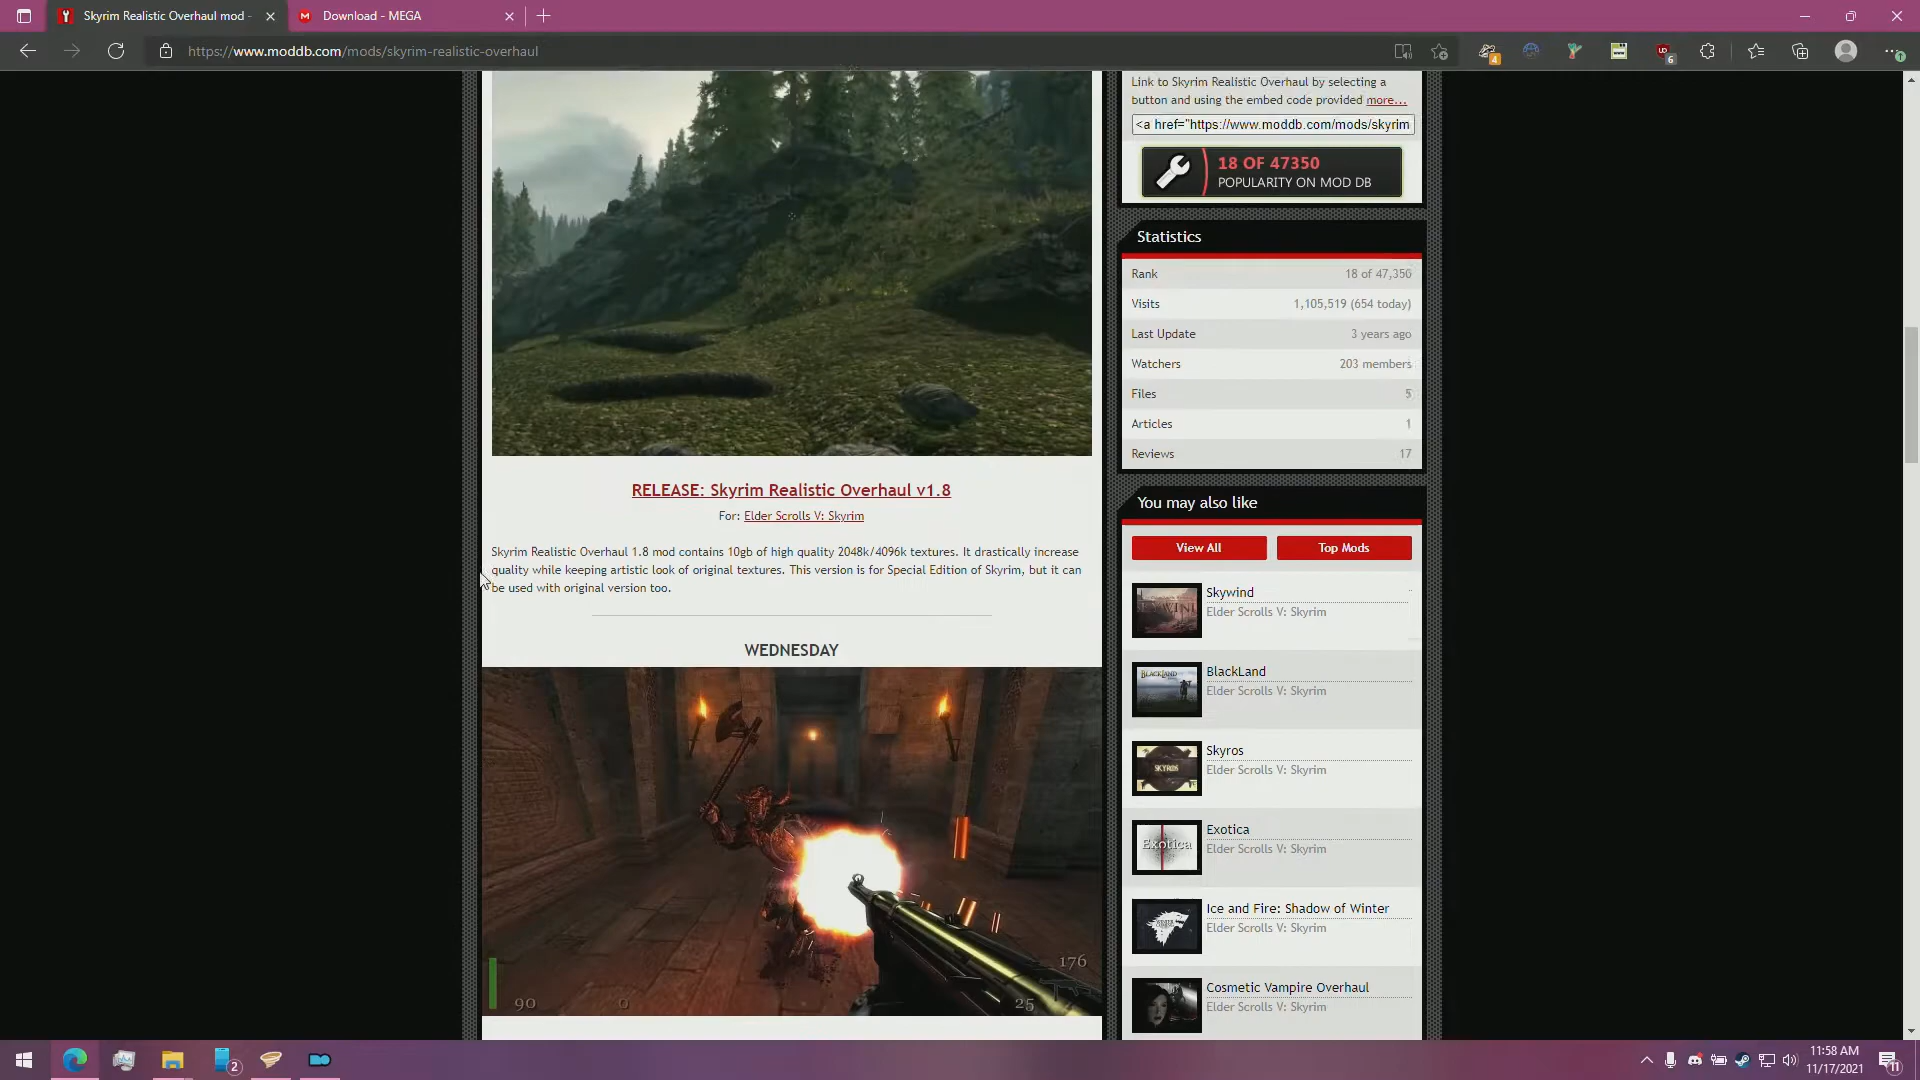 Skyrim Realistic Overhaul mod -
Download - MEGA
https://www.moddb.com/mods/skyrim-realistic-overhaul
4
6
Link to Skyrim Realistic Overhaul by selecting a
button and using the embed code provided more...
<a href="https://www.moddb.com/mods/skyrim
18 OF 47350
POPULARITY ON MOD DB
Statistics
Rank 18 of 47,350
Visits 1,105,519 (654 today)
Last Update 3 years ago
Watchers 203 members
Files 5
Articles 1
Reviews 17
RELEASE: Skyrim Realistic Overhaul v1.8
For: Elder Scrolls V: Skyrim
Skyrim Realistic Overhaul 1.8 mod contains 10gb of high quality 2048k/4096k textures. It drastically increase
quality while keeping artistic look of original textures. This version is for Special Edition of Skyrim, but it can
be used with original version too.
WEDNESDAY
90 0 25 176
You may also like
View All Top Mods
Skywind
Elder Scrolls V: Skyrim
BlackLand
Elder Scrolls V: Skyrim
BLACKLAND
Skyros
Elder Scrolls V: Skyrim
SKYROS
Exotica
Elder Scrolls V: Skyrim
Exotica
Ice and Fire: Shadow of Winter
Elder Scrolls V: Skyrim
Cosmetic Vampire Overhaul
Elder Scrolls V: Skyrim
2
11:58 AM
11/17/2021
11